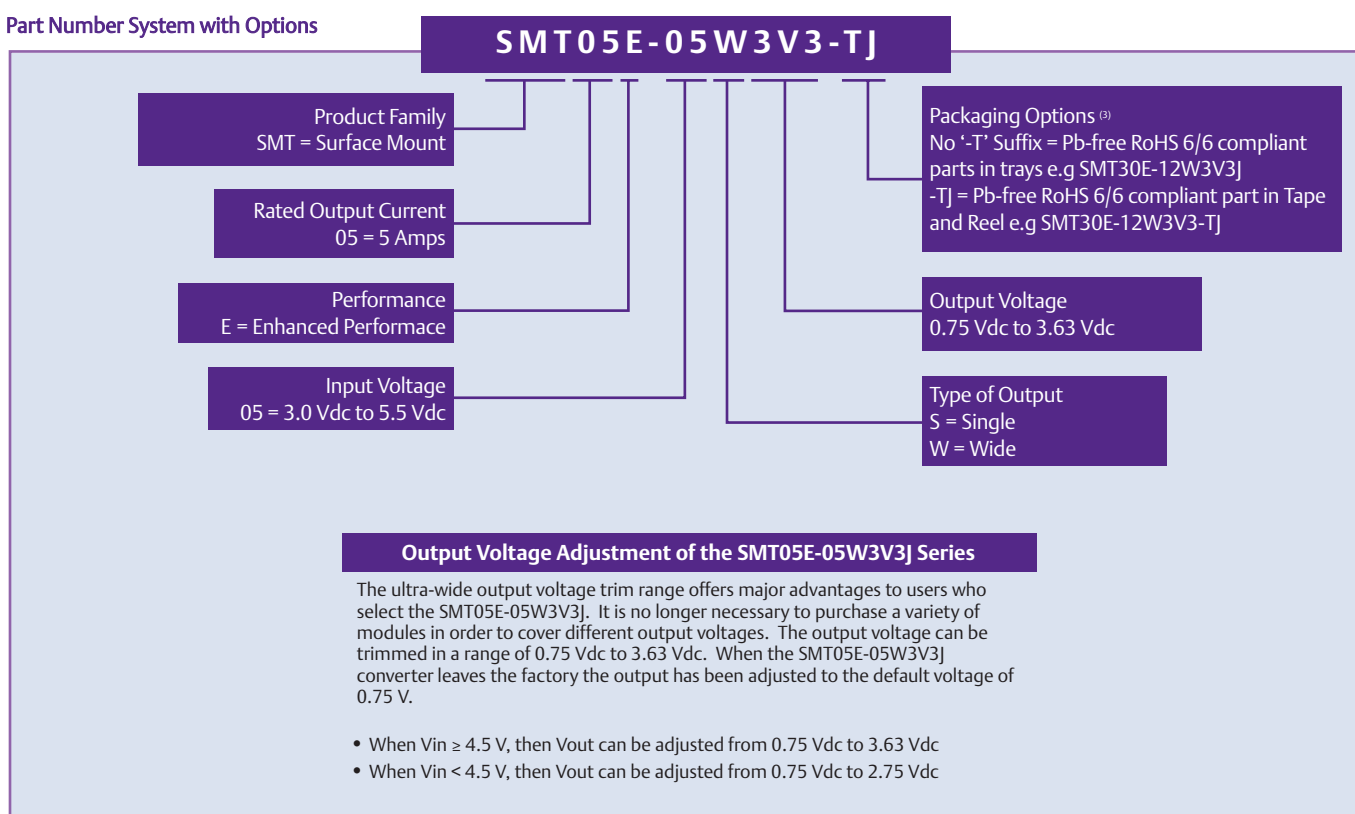 Part Number System with Options
SMT05E-05W3V3-TJ
Product Family
SMT = Surface Mount
Rated Output Current
05 = 5 Amps
Performance
E = Enhanced Performace
Input Voltage
05 = 3.0 Vdc to 5.5 Vdc
Packaging Options (3)
No ‘-T’ Suffix = Pb-free RoHS 6/6 compliant
parts in trays e.g SMT30E-12W3V3J
-TJ = Pb-free RoHS 6/6 compliant part in Tape
and Reel e.g SMT30E-12W3V3-TJ
Output Voltage
0.75 Vdc to 3.63 Vdc
Type of Output
S = Single
W = Wide
Output Voltage Adjustment of the SMT05E-05W3V3J Series
The ultra-wide output voltage trim range offers major advantages to users who
select the SMT05E-05W3V3J. It is no longer necessary to purchase a variety of
modules in order to cover different output voltages. The output voltage can be
trimmed in a range of 0.75 Vdc to 3.63 Vdc. When the SMT05E-05W3V3J
converter leaves the factory the output has been adjusted to the default voltage of
0.75 V.
• When Vin ≥ 4.5 V, then Vout can be adjusted from 0.75 Vdc to 3.63 Vdc
• When Vin < 4.5 V, then Vout can be adjusted from 0.75 Vdc to 2.75 Vdc